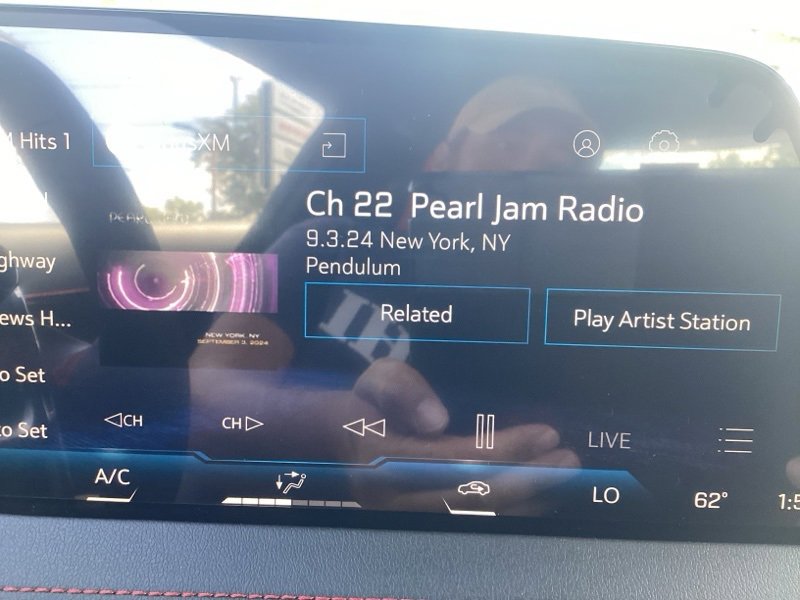 Hits 1
XM
Ch 22 Pearl Jam Radio
9.3.24 New York, NY
Pendulum
ghway
Related
Play Artist Station
ews H...
NEW YORK, NY
SEPTEMBER 3, 2024
o Set
o Set
CH
CH
LIVE
A/C
LO
62°